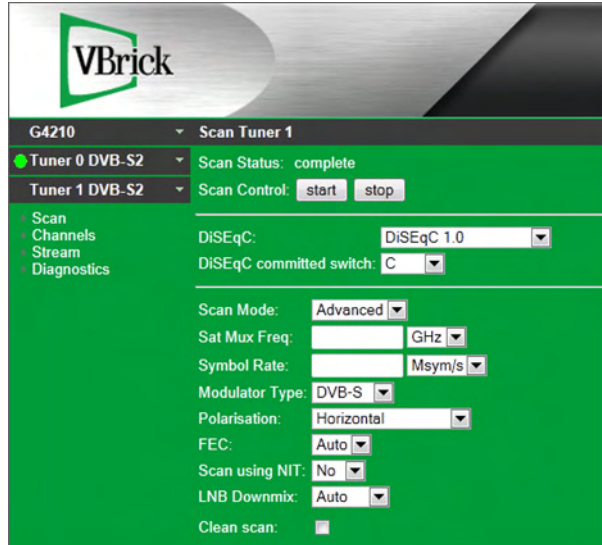 VBrick
G4210
Scan Tuner 1
Tuner 0 DVB-S2
Scan Status: complete
Tuner 1 DVB-S2
Scan Control: start stop
Scan
Channels
Stream
Diagnostics
DiSEqC: DiSEqC 1.0
DiSEqC committed switch: C
Scan Mode: Advanced
Sat Mux Freq: GHz
Symbol Rate: Msym/s
Modulator Type: DVB-S
Polarisation: Horizontal
FEC: Auto
Scan using NIT: No
LNB Downmix: Auto
Clean scan: